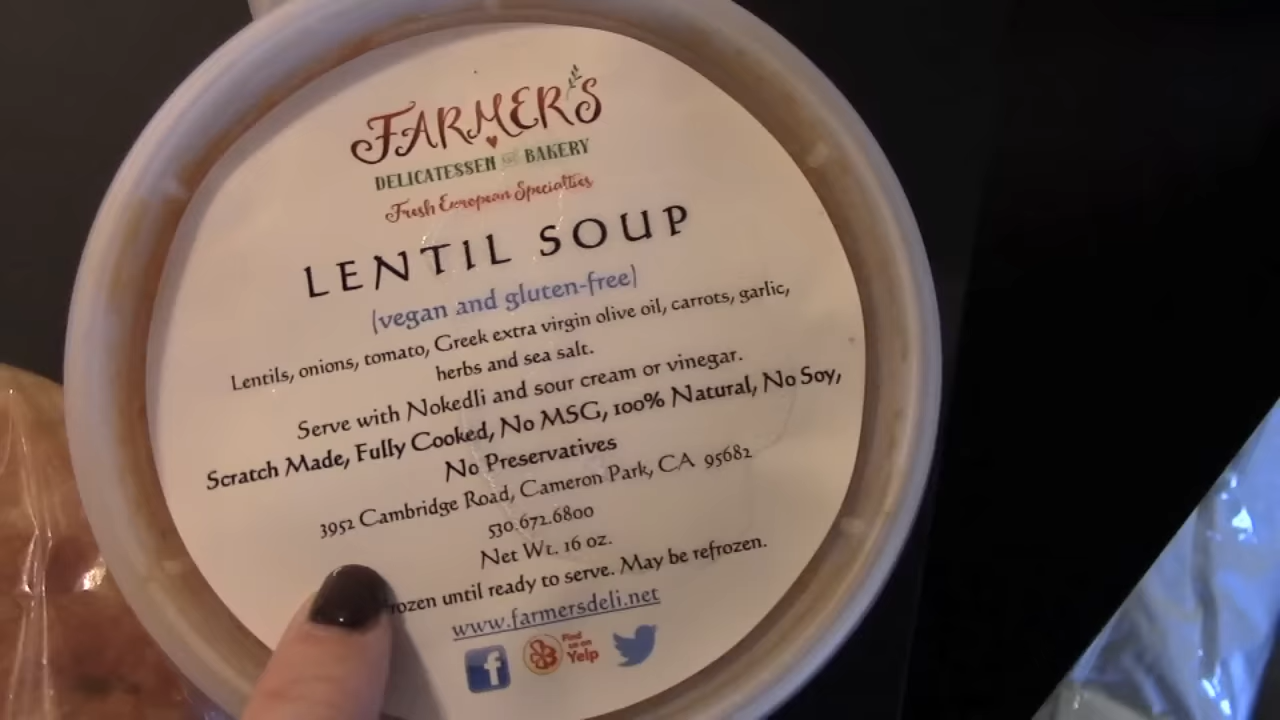 FARMER'S
DELICATESSEN BAKERY
Fresh European Specialties
LENTIL SOUP
(vegan and gluten-free)
Lentils, onions, tomato, Greek extra virgin olive oil, carrots, garlic,
herbs and sea salt.
Serve with Nokedli and sour cream or vinegar.
Scratch Made, Fully Cooked, No MSG, 100% Natural, No Soy,
No Preservatives
3952 Cambridge Road, Cameron Park, CA 95682
530.672.6800
Net Wt. 16 oz.
rozen until ready to serve. May be refrozen.
www.farmersdeli.net
f Find us on Yelp